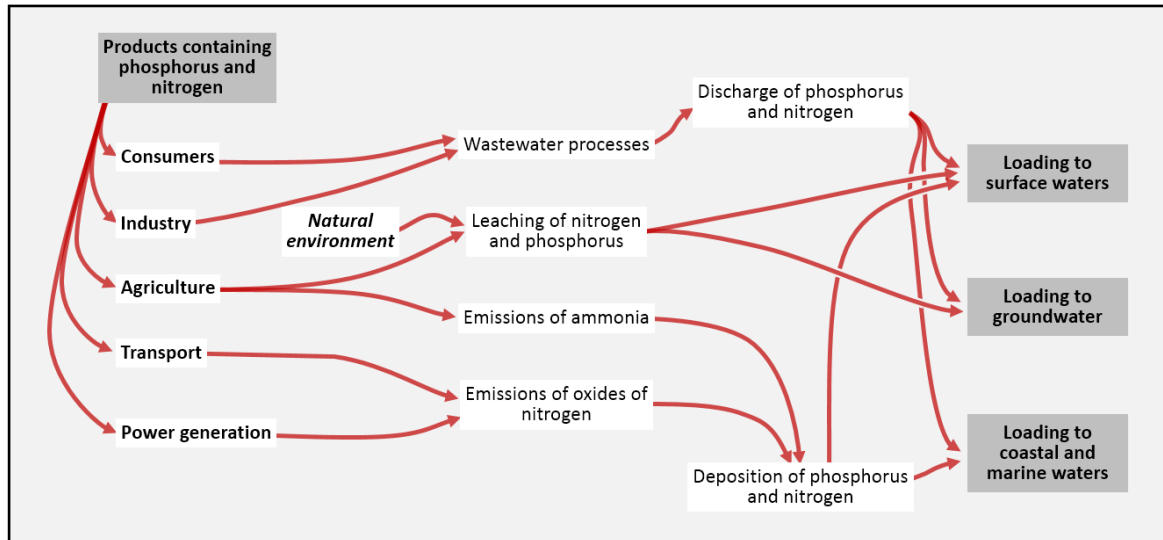 Products containing
phosphorus and
nitrogen
Consumers
Industry
Agriculture
Transport
Power generation
Natural
environment
Wastewater processes
Leaching of nitrogen
and phosphorus
Emissions of ammonia
Emissions of oxides of
nitrogen
Discharge of phosphorus
and nitrogen
Deposition of phosphorus
and nitrogen
Loading to
surface waters
Loading to
groundwater
Loading to
coastal and
marine waters